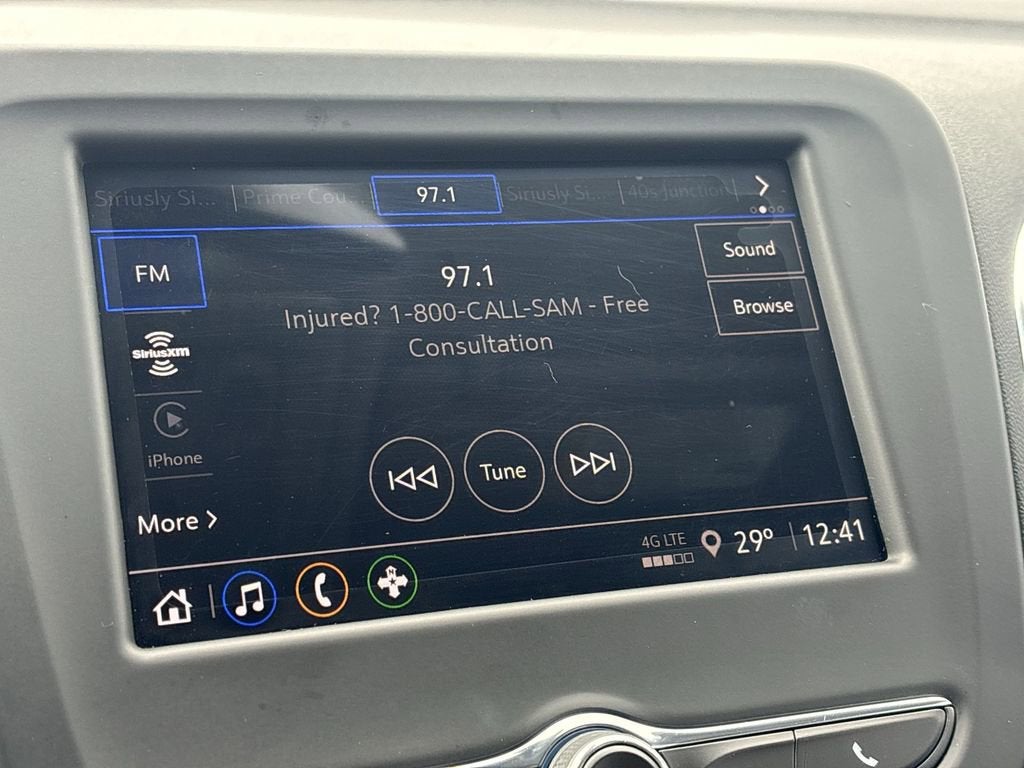 Siriusly Si...
Prime Cou...
97.1
Siriusly Si...
40s Junction
FM
97.1
Injured? 1-800-CALL-SAM - Free
Consultation
Sound
Browse
SiriusXM
iPhone
Tune
More
4G LTE
29°
12:41
N